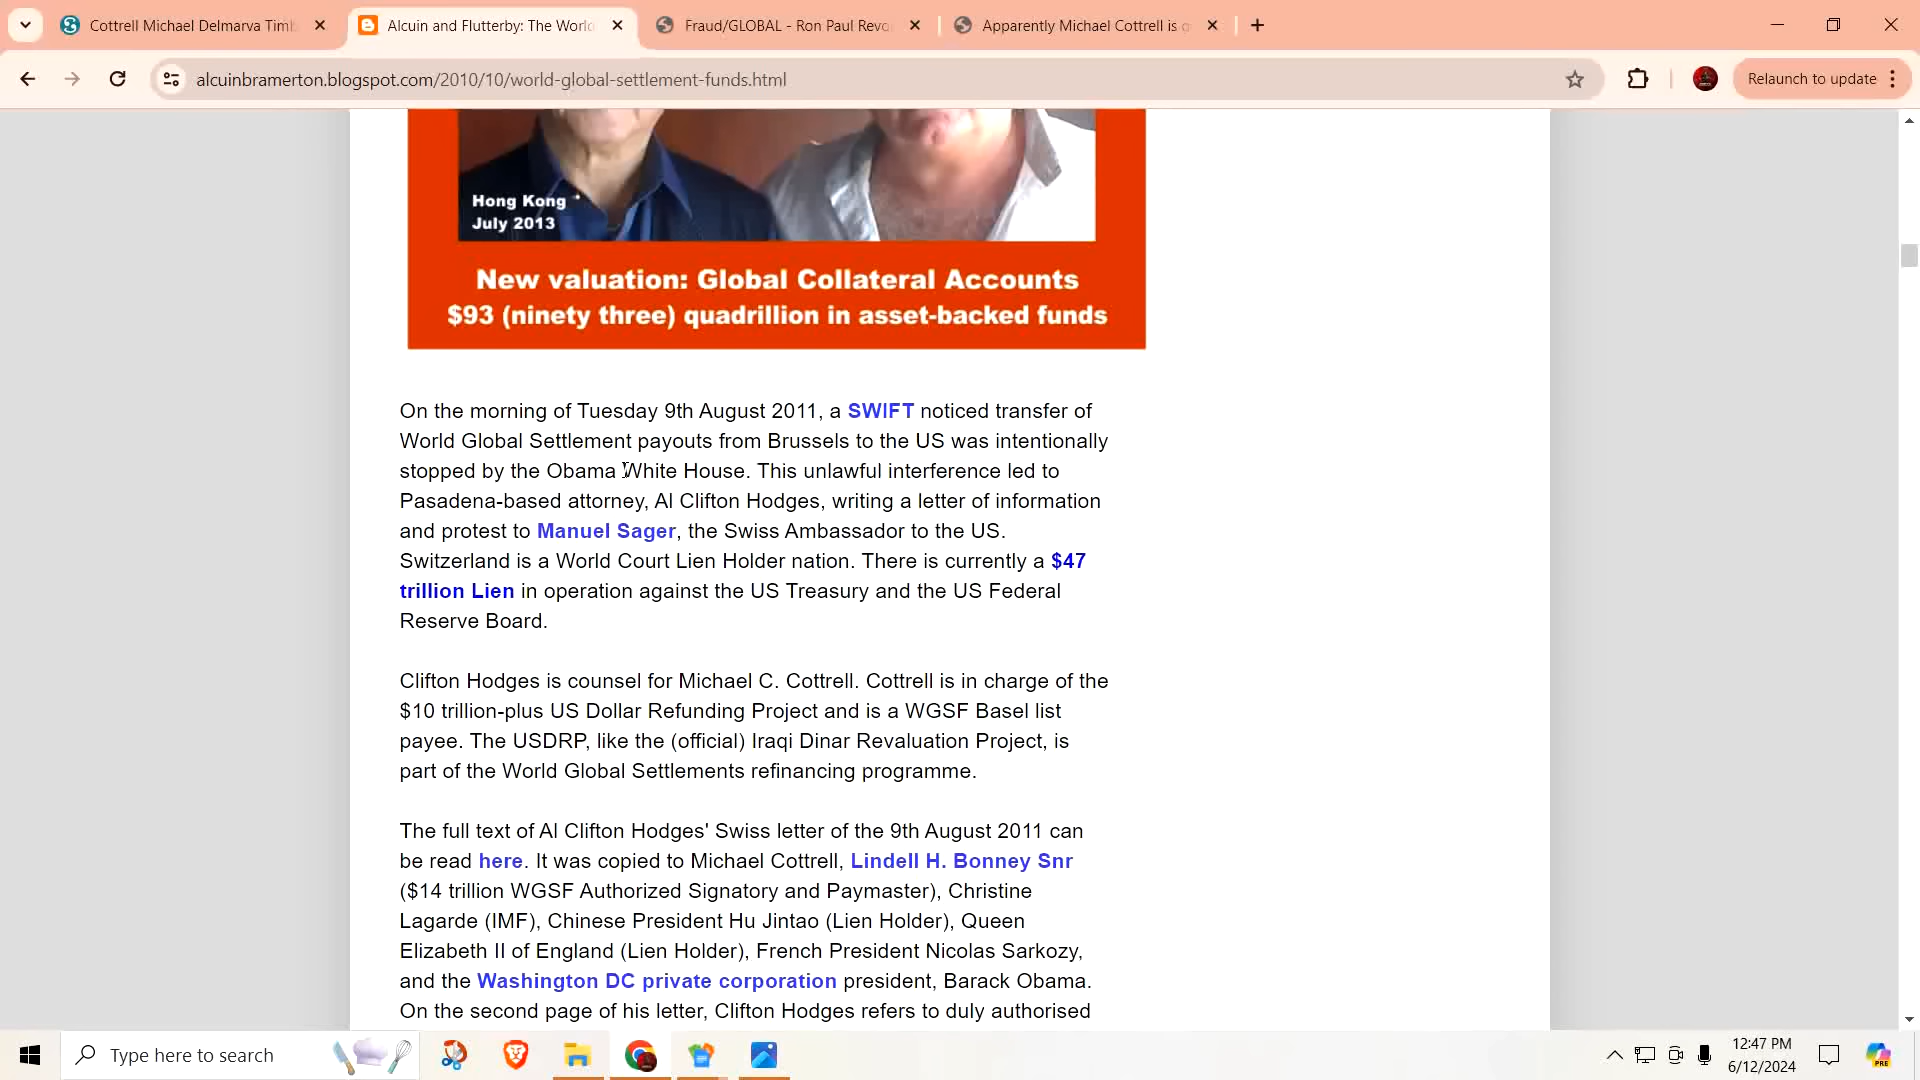 Cottrell Michael Delmarva Timb
Alcuin and Flutterby: The World
Fraud/GLOBAL - Ron Paul Revo
Apparently Michael Cottrell is g
alcuinbramerton.blogspot.com/2010/10/world-global-settlement-funds.html
Relaunch to update
Hong Kong
July 2013
New valuation: Global Collateral Accounts
$93 (ninety three) quadrillion in asset-backed funds
On the morning of Tuesday 9th August 2011, a SWIFT noticed transfer of
World Global Settlement payouts from Brussels to the US was intentionally
stopped by the Obama White House. This unlawful interference led to
Pasadena-based attorney, Al Clifton Hodges, writing a letter of information
and protest to Manuel Sager, the Swiss Ambassador to the US.
Switzerland is a World Court Lien Holder nation. There is currently a $47
trillion Lien in operation against the US Treasury and the US Federal
Reserve Board.
Clifton Hodges is counsel for Michael C. Cottrell. Cottrell is in charge of the
$10 trillion-plus US Dollar Refunding Project and is a WGSF Basel list
payee. The USDRP, like the (official) Iraqi Dinar Revaluation Project, is
part of the World Global Settlements refinancing programme.
The full text of Al Clifton Hodges' Swiss letter of the 9th August 2011 can
be read here. It was copied to Michael Cottrell, Lindell H. Bonney Snr
($14 trillion WGSF Authorized Signatory and Paymaster), Christine
Lagarde (IMF), Chinese President Hu Jintao (Lien Holder), Queen
Elizabeth II of England (Lien Holder), French President Nicolas Sarkozy,
and the Washington DC private corporation president, Barack Obama.
On the second page of his letter, Clifton Hodges refers to duly authorised
Type here to search
12:47 PM
6/12/2024
PRE